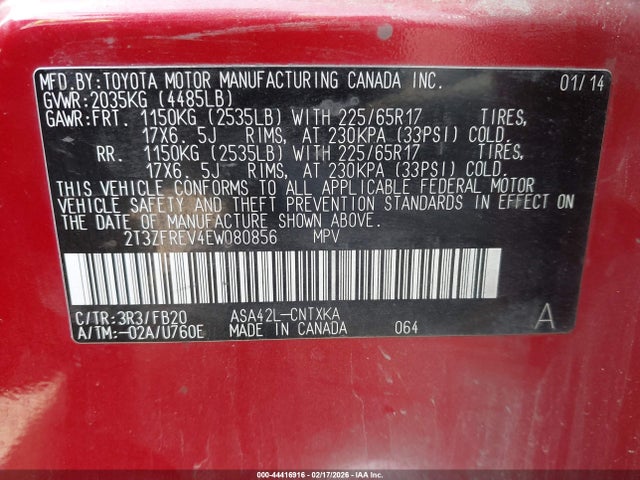 MFD.BY:TOYOTA MOTOR MANUFACTURING CANADA INC. 01/14
GVWR:2035KG (4485LB)
GAWR:FRT. 1150KG (2535LB) WITH 225/65R17 TIRES,
17X6.5J RIMS, AT 230KPA (33PSI) COLD.
RR. 1150KG (2535LB) WITH 225/65R17 TIRES,
17X6.5J RIMS, AT 230KPA (33PSI) COLD.
THIS VEHICLE CONFORMS TO ALL APPLICABLE FEDERAL MOTOR
VEHICLE SAFETY AND THEFT PREVENTION STANDARDS IN EFFECT ON
THE DATE OF MANUFACTURE SHOWN ABOVE.
2T3ZFREV4EW080856 MPV
C/TR:3R3/FB20 ASA42L-CNTXKA
A/TM:-02A/U760E MADE IN CANADA 064 A
000-44416916 - 02/17/2026 - IAA Inc.